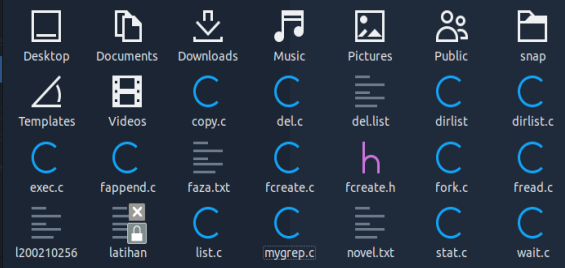 Desktop Documents Downloads Music Pictures Public snap
Templates Videos copy.c del.c del.list dirlist dirlist.c
exec.c fappend.c faza.txt fcreate.c fcreate.h fork.c fread.c
l200210256 latihan list.c mygrep.c novel.txt stat.c wait.c